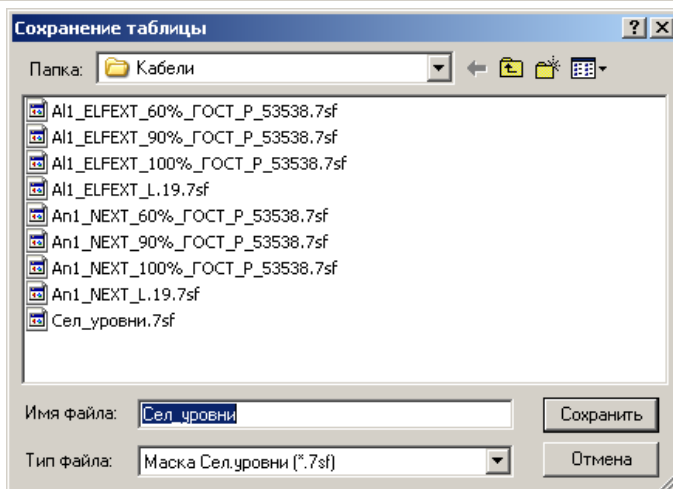 Сохранение таблицы
Папка: Кабели
Al1_ELFEXT_60%_ГОСТ_Р_53538.7sf
Al1_ELFEXT_90%_ГОСТ_Р_53538.7sf
Al1_ELFEXT_100%_ГОСТ_Р_53538.7sf
Al1_ELFEXT_L.19.7sf
An1_NEXT_60%_ГОСТ_Р_53538.7sf
An1_NEXT_90%_ГОСТ_Р_53538.7sf
An1_NEXT_100%_ГОСТ_Р_53538.7sf
An1_NEXT_L.19.7sf
Сел_уровни.7sf
Имя файла: Сел_уровни Сохранить
Тип файла: Маска Сел.уровни (*.7sf) Отмена